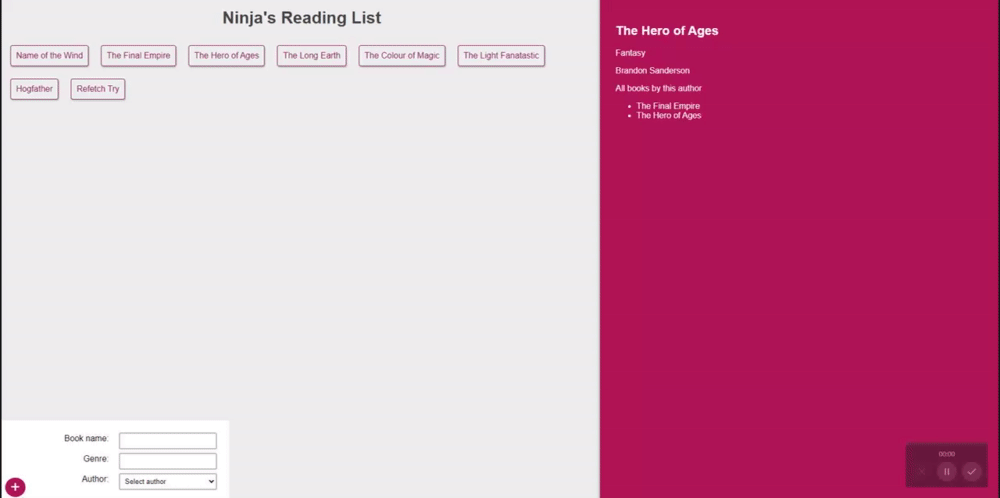 Ninja's Reading List
Name of the Wind
The Final Empire
The Hero of Ages
The Long Earth
The Colour of Magic
The Light Fanatastic
Hogfather
Refetch Try
The Hero of Ages
Fantasy
Brandon Sanderson
All books by this author
The Final Empire
The Hero of Ages
Book name:
Genre:
Author:
Select author
00:00